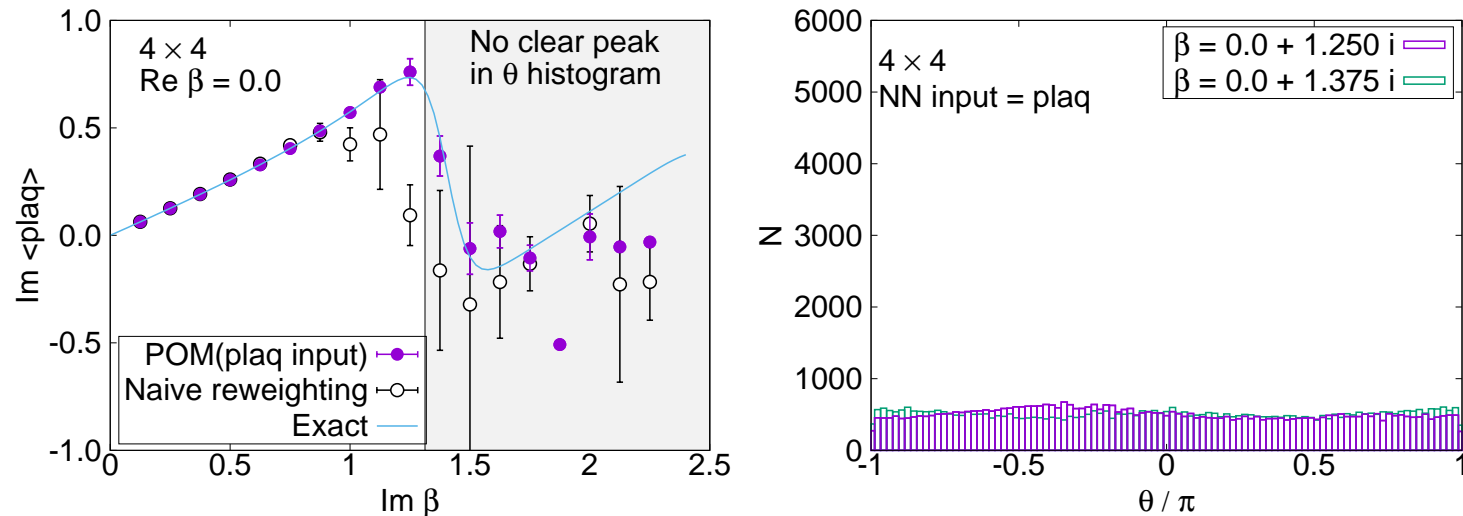 4 × 4
Re β = 0.0
No clear peak
in θ histogram
1.0
0.5
0.0
-0.5
-1.0
Im <plaq>
POM(plaq input)
Naive reweighting
Exact
0
0.5
1
1.5
2
2.5
Im β
4 × 4
NN input = plaq
β = 0.0 + 1.250 i
β = 0.0 + 1.375 i
6000
5000
4000
3000
2000
1000
0
N
-1
-0.5
0
0.5
1
θ / π